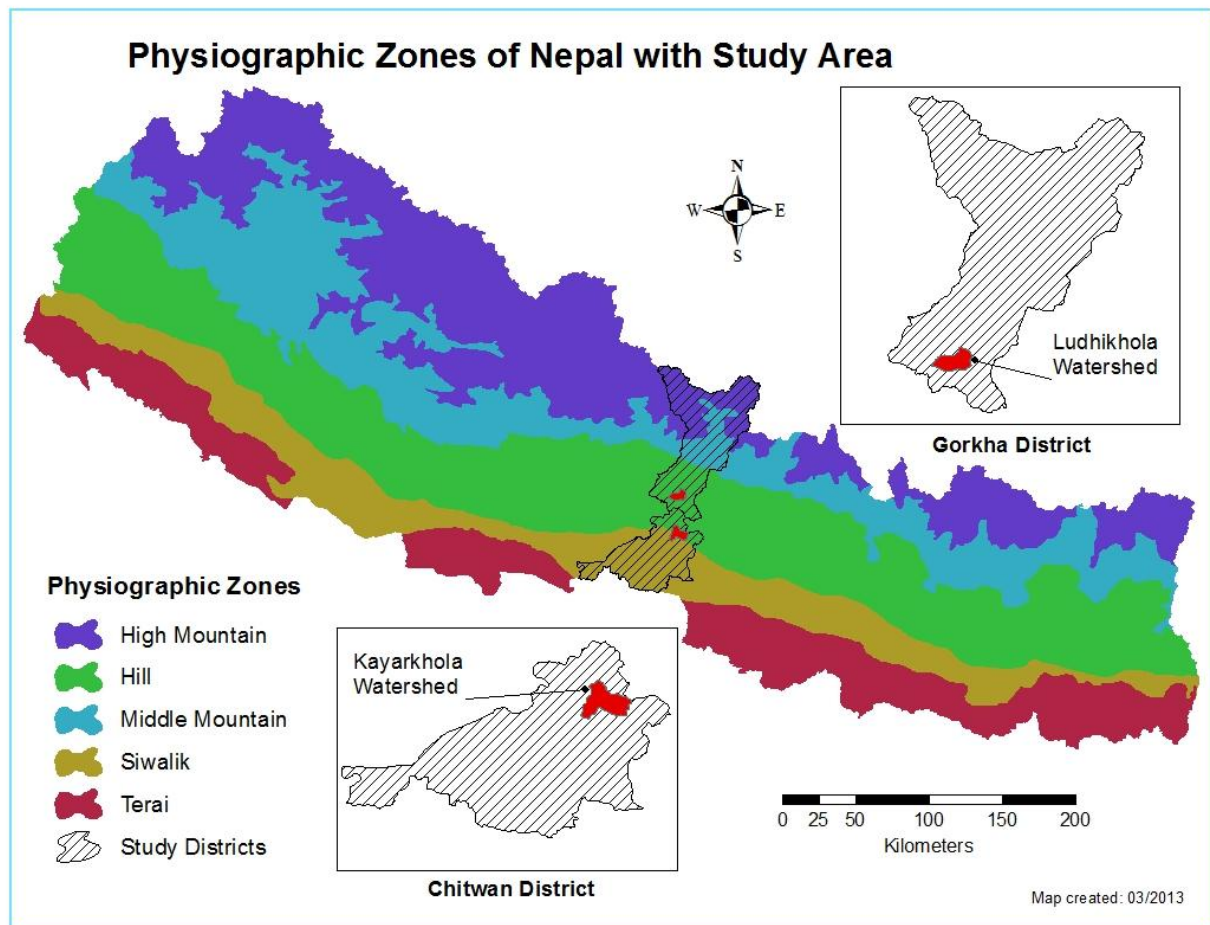 Physiographic Zones of Nepal with Study Area
N
W
E
S
Ludhikhola
Watershed
Gorkha District
Physiographic Zones
High Mountain
Hill
Middle Mountain
Siwalik
Terai
Study Districts
Kayarkhola
Watershed
Chitwan District
0 25 50 100 150 200
Kilometers
Map created: 03/2013